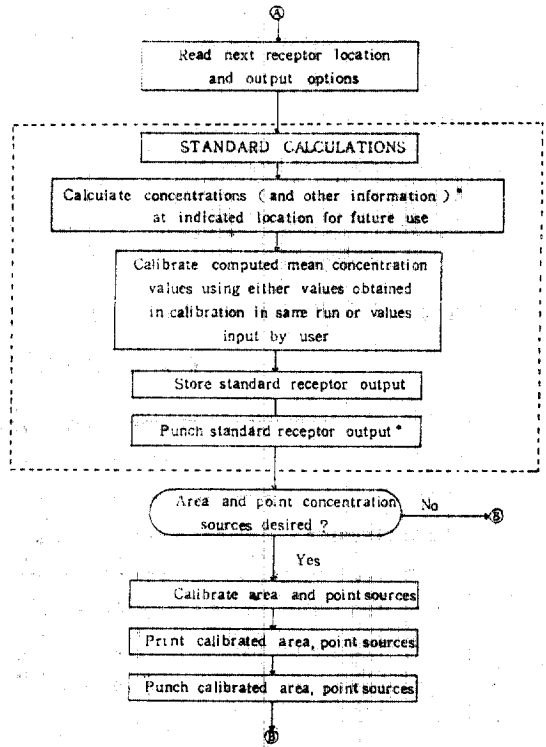 A
Read next receptor location
and output options
STANDARD CALCULATIONS
Calculate concentrations (and other information)*
at indicated location for future use
Calibrate computed mean concentration
values using either values obtained
in calibration in same run or values
input by user
Store standard receptor output
Punch standard receptor output*
Area and point concentration
sources desired ?
No
B
Yes
Calibrate area and point sources
Print calibrated area, point sources
Punch calibrated area, point sources
B